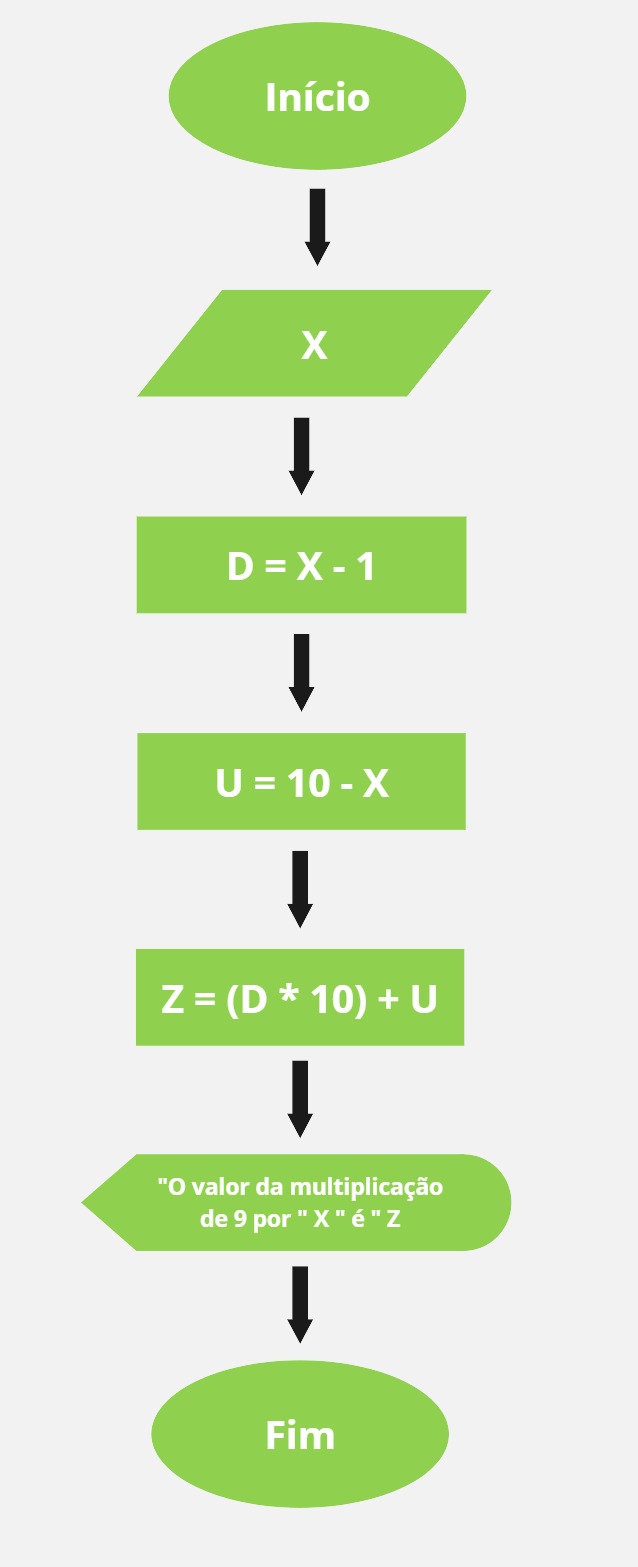 Início
X
D = X - 1
U = 10 - X
Z = (D * 10) + U
"O valor da multiplicação
de 9 por " X " é " Z
Fim